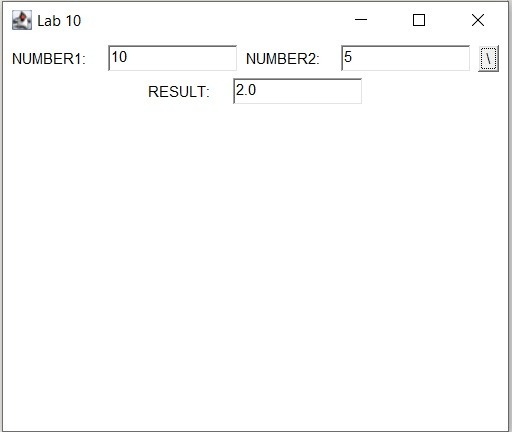 Lab 10
NUMBER1: 10 NUMBER2: 5 \
RESULT: 2.0